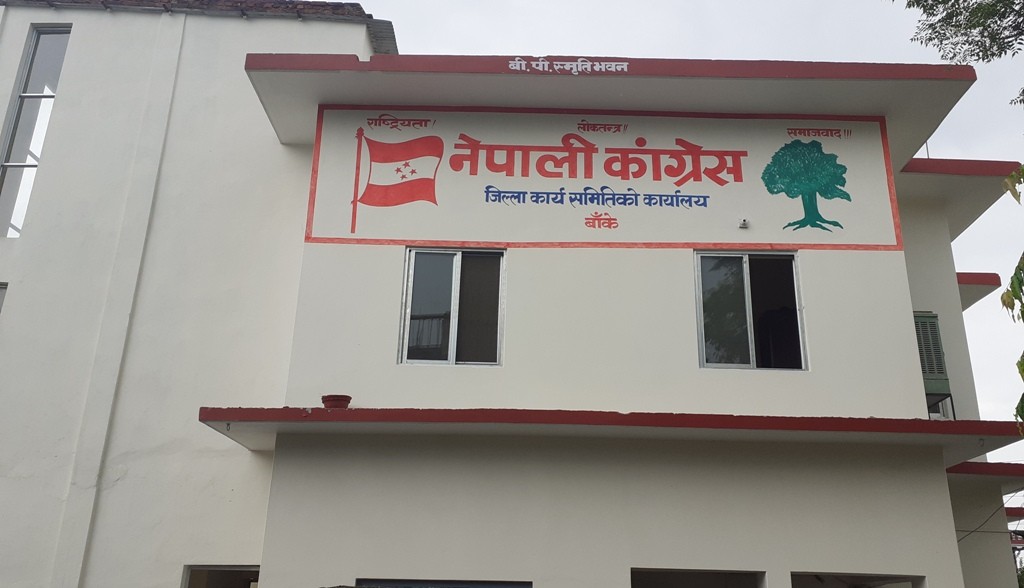 बी. पी. स्मृति भवन
राष्ट्रियता! लोकतन्त्र!! समाजवाद!!!
नेपाली कांग्रेस
जिल्ला कार्य समितिको कार्यालय
बाँके